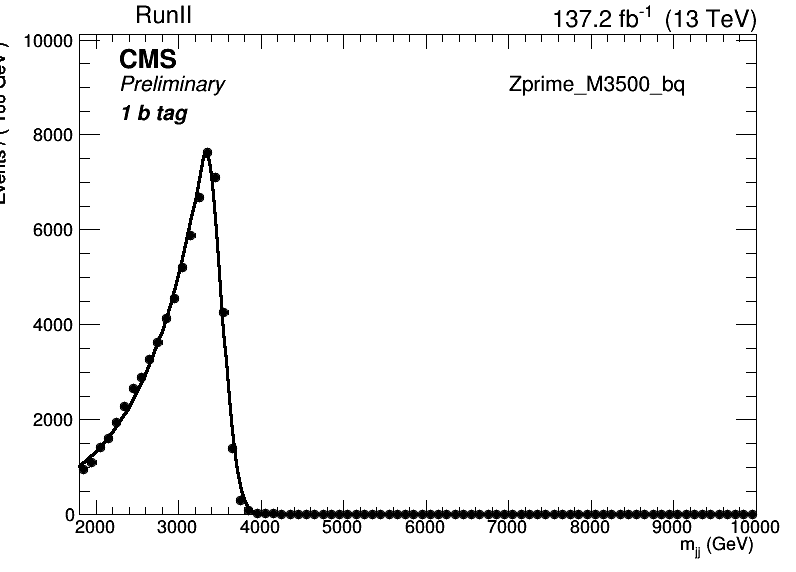 RunII
137.2 fb-1 (13 TeV)
CMS
Preliminary
1 b tag
Zprime_M3500_bq
10000
8000
6000
4000
2000
0
2000 3000 4000 5000 6000 7000 8000 9000 10000
mjj (GeV)